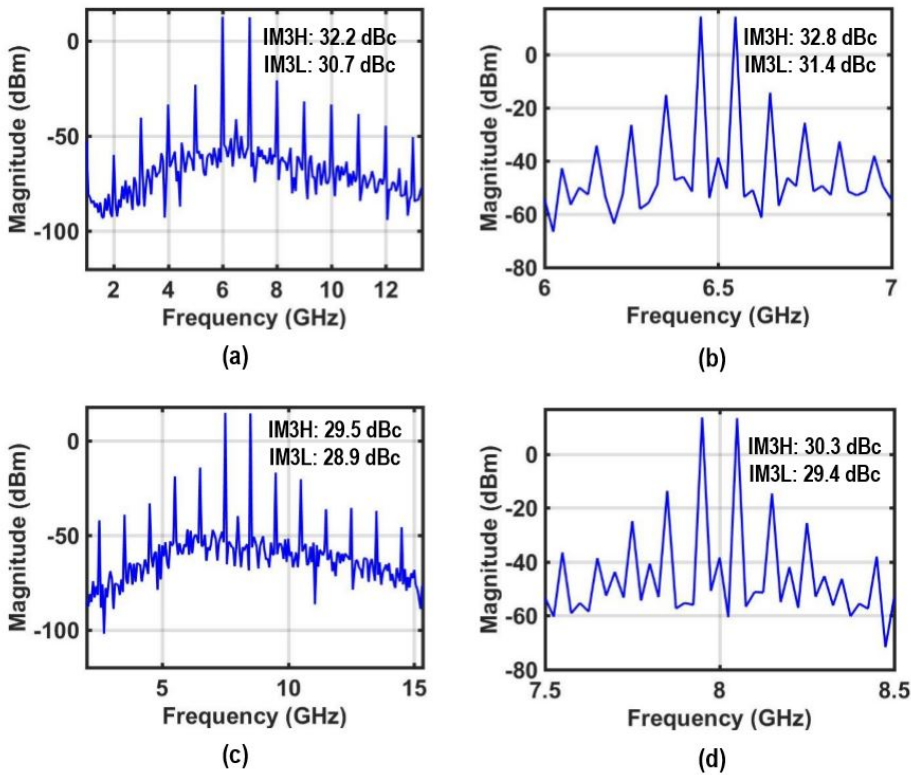 IM3H: 32.2 dBc
IM3L: 30.7 dBc
0
-50
-100
Magnitude (dBm)
2 4 6 8 10 12
Frequency (GHz)
(a)
IM3H: 32.8 dBc
IM3L: 31.4 dBc
0
-20
-40
-60
-80
Magnitude (dBm)
6 6.5 7
Frequency (GHz)
(b)
IM3H: 29.5 dBc
IM3L: 28.9 dBc
0
-50
-100
Magnitude (dBm)
5 10 15
Frequency (GHz)
(c)
IM3H: 30.3 dBc
IM3L: 29.4 dBc
0
-20
-40
-60
-80
Magnitude (dBm)
7.5 8 8.5
Frequency (GHz)
(d)